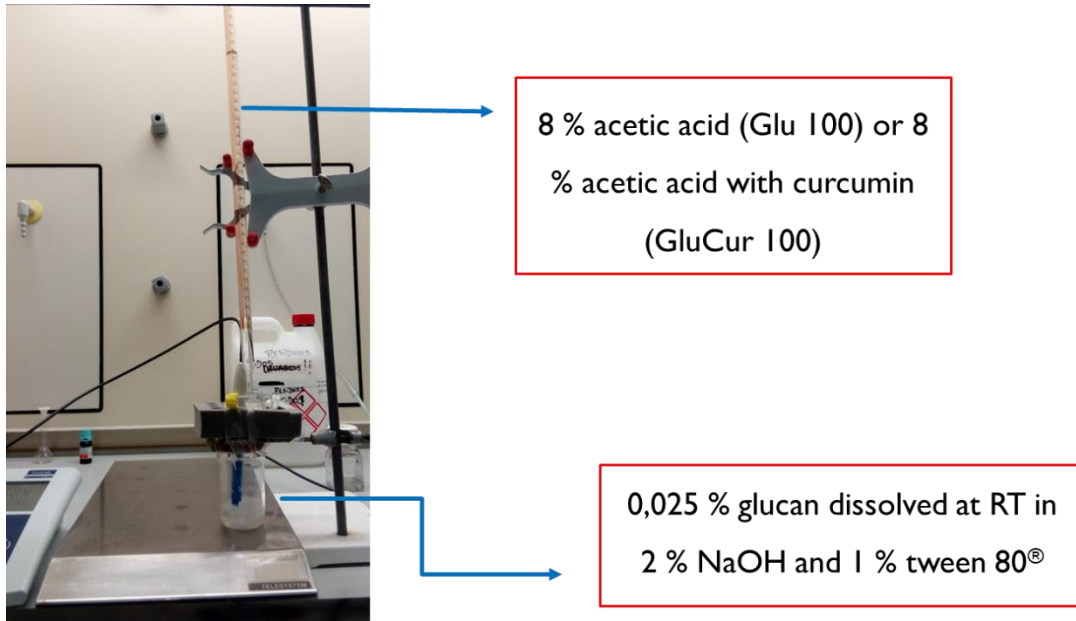 8 % acetic acid (Glu 100) or 8
% acetic acid with curcumin
(GluCur 100)
0,025 % glucan dissolved at RT in
2 % NaOH and 1 % tween 80®
TELESYSTEM